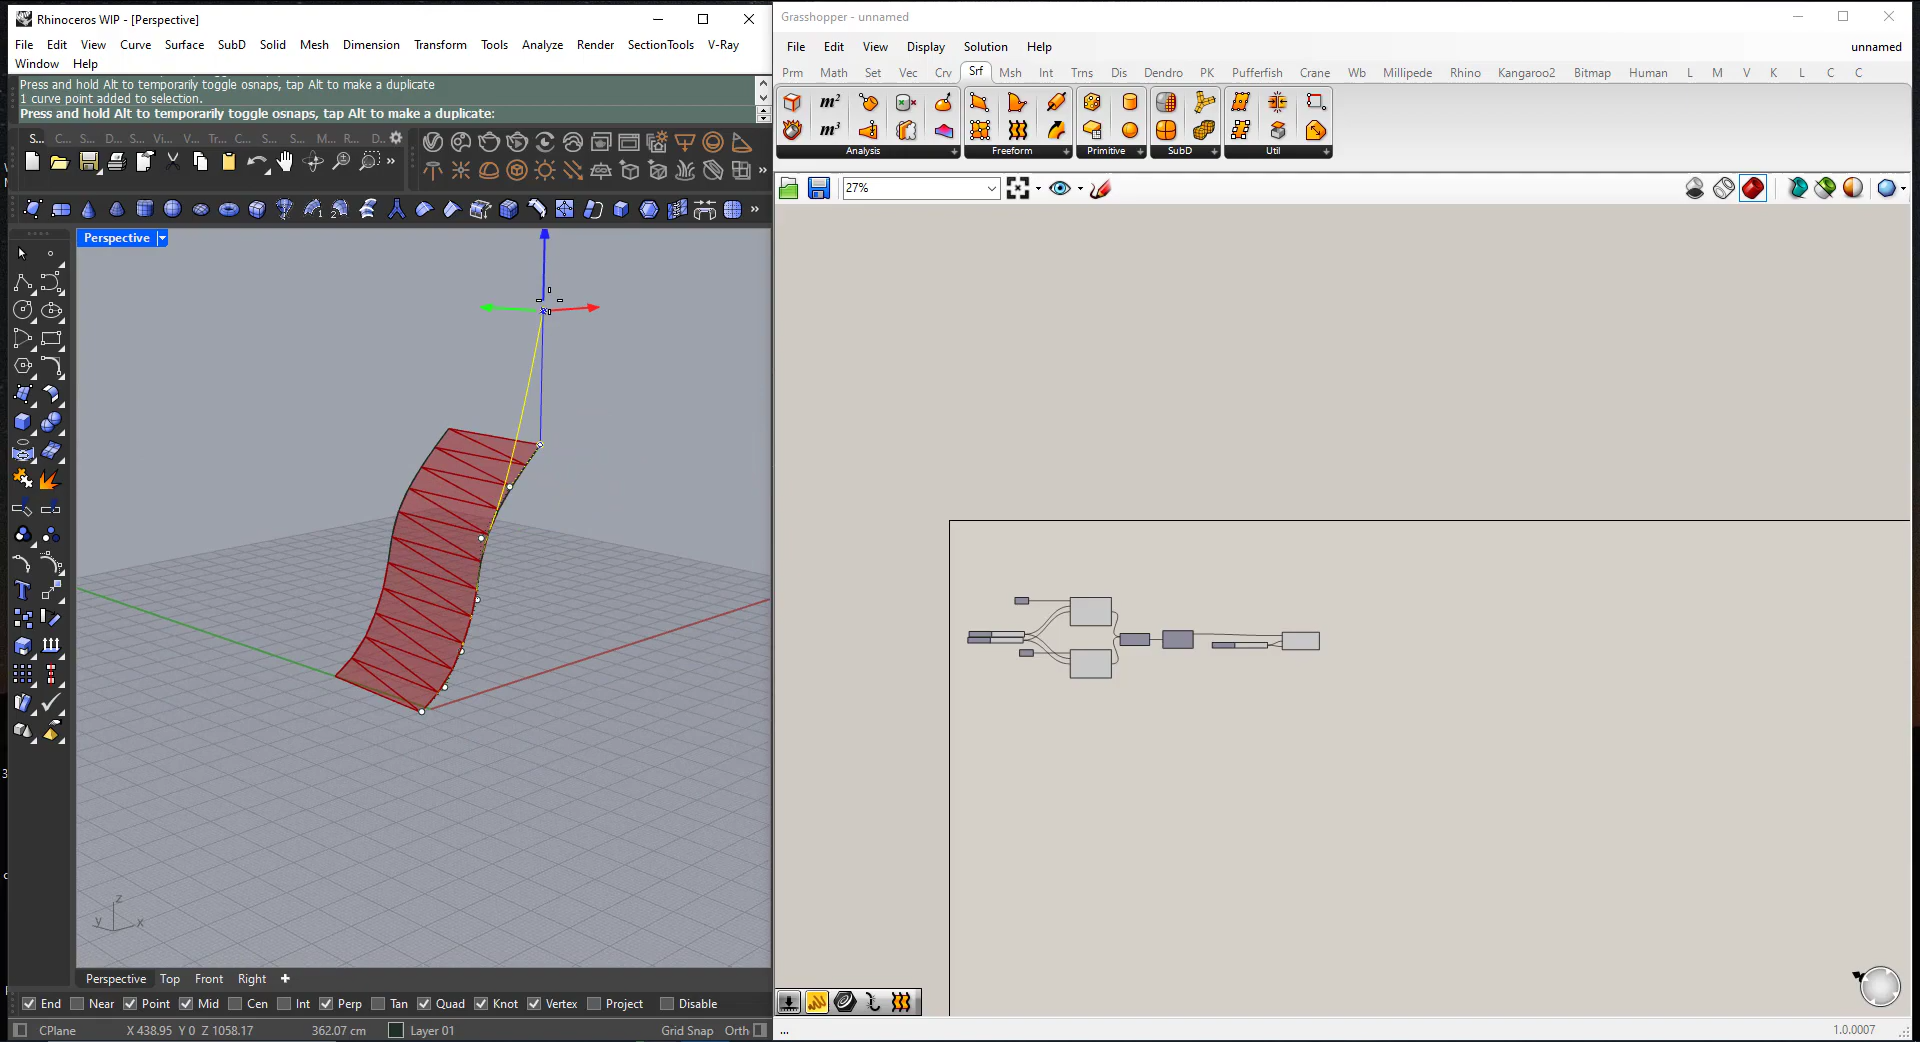 Rhinoceros WIP - [Perspective]
File Edit View Curve Surface SubD Solid Mesh Dimension Transform Tools Analyze Render SectionTools V-Ray
Window Help
Press and hold Alt to temporarily toggle osnaps, tap Alt to make a duplicate
1 curve point added to selection.
Press and hold Alt to temporarily toggle osnaps, tap Alt to make a duplicate:
S... C... S... D... S... Vi... V... Tr... C... S... S... M... D...
Perspective
z
y x
Perspective Top Front Right
End Near Point Mid Cen Int Perp Tan Quad Knot Vertex Project Disable
CPlane X 438.95 Y 0 Z 1058.17 362.07 cm Layer 01 Grid Snap Orth
Grasshopper - unnamed
File Edit View Display Solution Help unnamed
Prm Math Set Vec Crv Srf Msh Int Trns Dis Dendro PK Pufferfish Crane Wb Millipede Rhino Kangaroo2 Bitmap Human L M V K L C C
m² m³
Analysis Freeform Primitive SubD Util
27%
... 1.0.0007